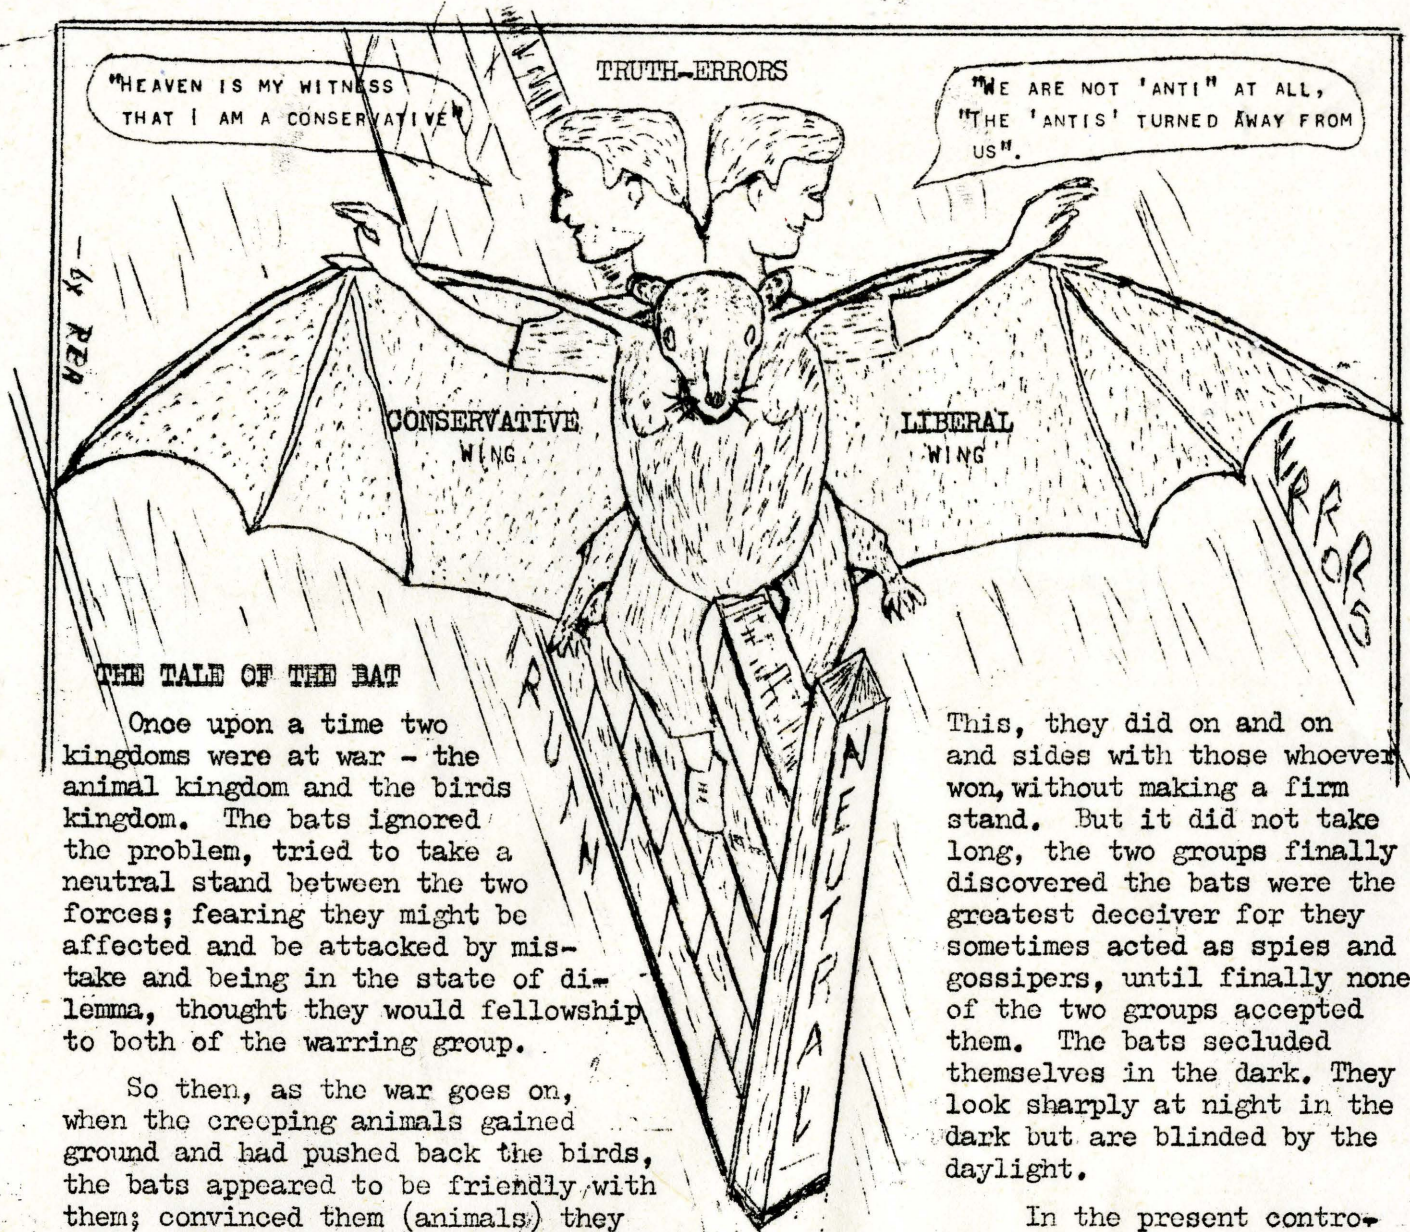 TRUTH-ERRORS
"HEAVEN IS MY WITNESS
THAT I AM A CONSERVATIVE"
"WE ARE NOT 'ANTI" AT ALL,
"THE 'ANTIS' TURNED AWAY FROM
US".
- by REA
CONSERVATIVE
WING
LIBERAL
WING
ERRORS
NEUTRAL
THE TALE OF THE BAT
Once upon a time two
kingdoms were at war - the
animal kingdom and the birds
kingdom. The bats ignored
the problem, tried to take a
neutral stand between the two
forces; fearing they might be
affected and be attacked by mis-
take and being in the state of di-
lemma, thought they would fellowship
to both of the warring group.
So then, as the war goes on,
when the creeping animals gained
ground and had pushed back the birds,
the bats appeared to be friendly with
them; convinced them (animals) they
This, they did on and on
and sides with those whoever
won, without making a firm
stand. But it did not take
long, the two groups finally
discovered the bats were the
greatest deceiver for they
sometimes acted as spies and
gossipers, until finally none
of the two groups accepted
them. The bats secluded
themselves in the dark. They
look sharply at night in the
dark but are blinded by the
daylight.
In the present contro-